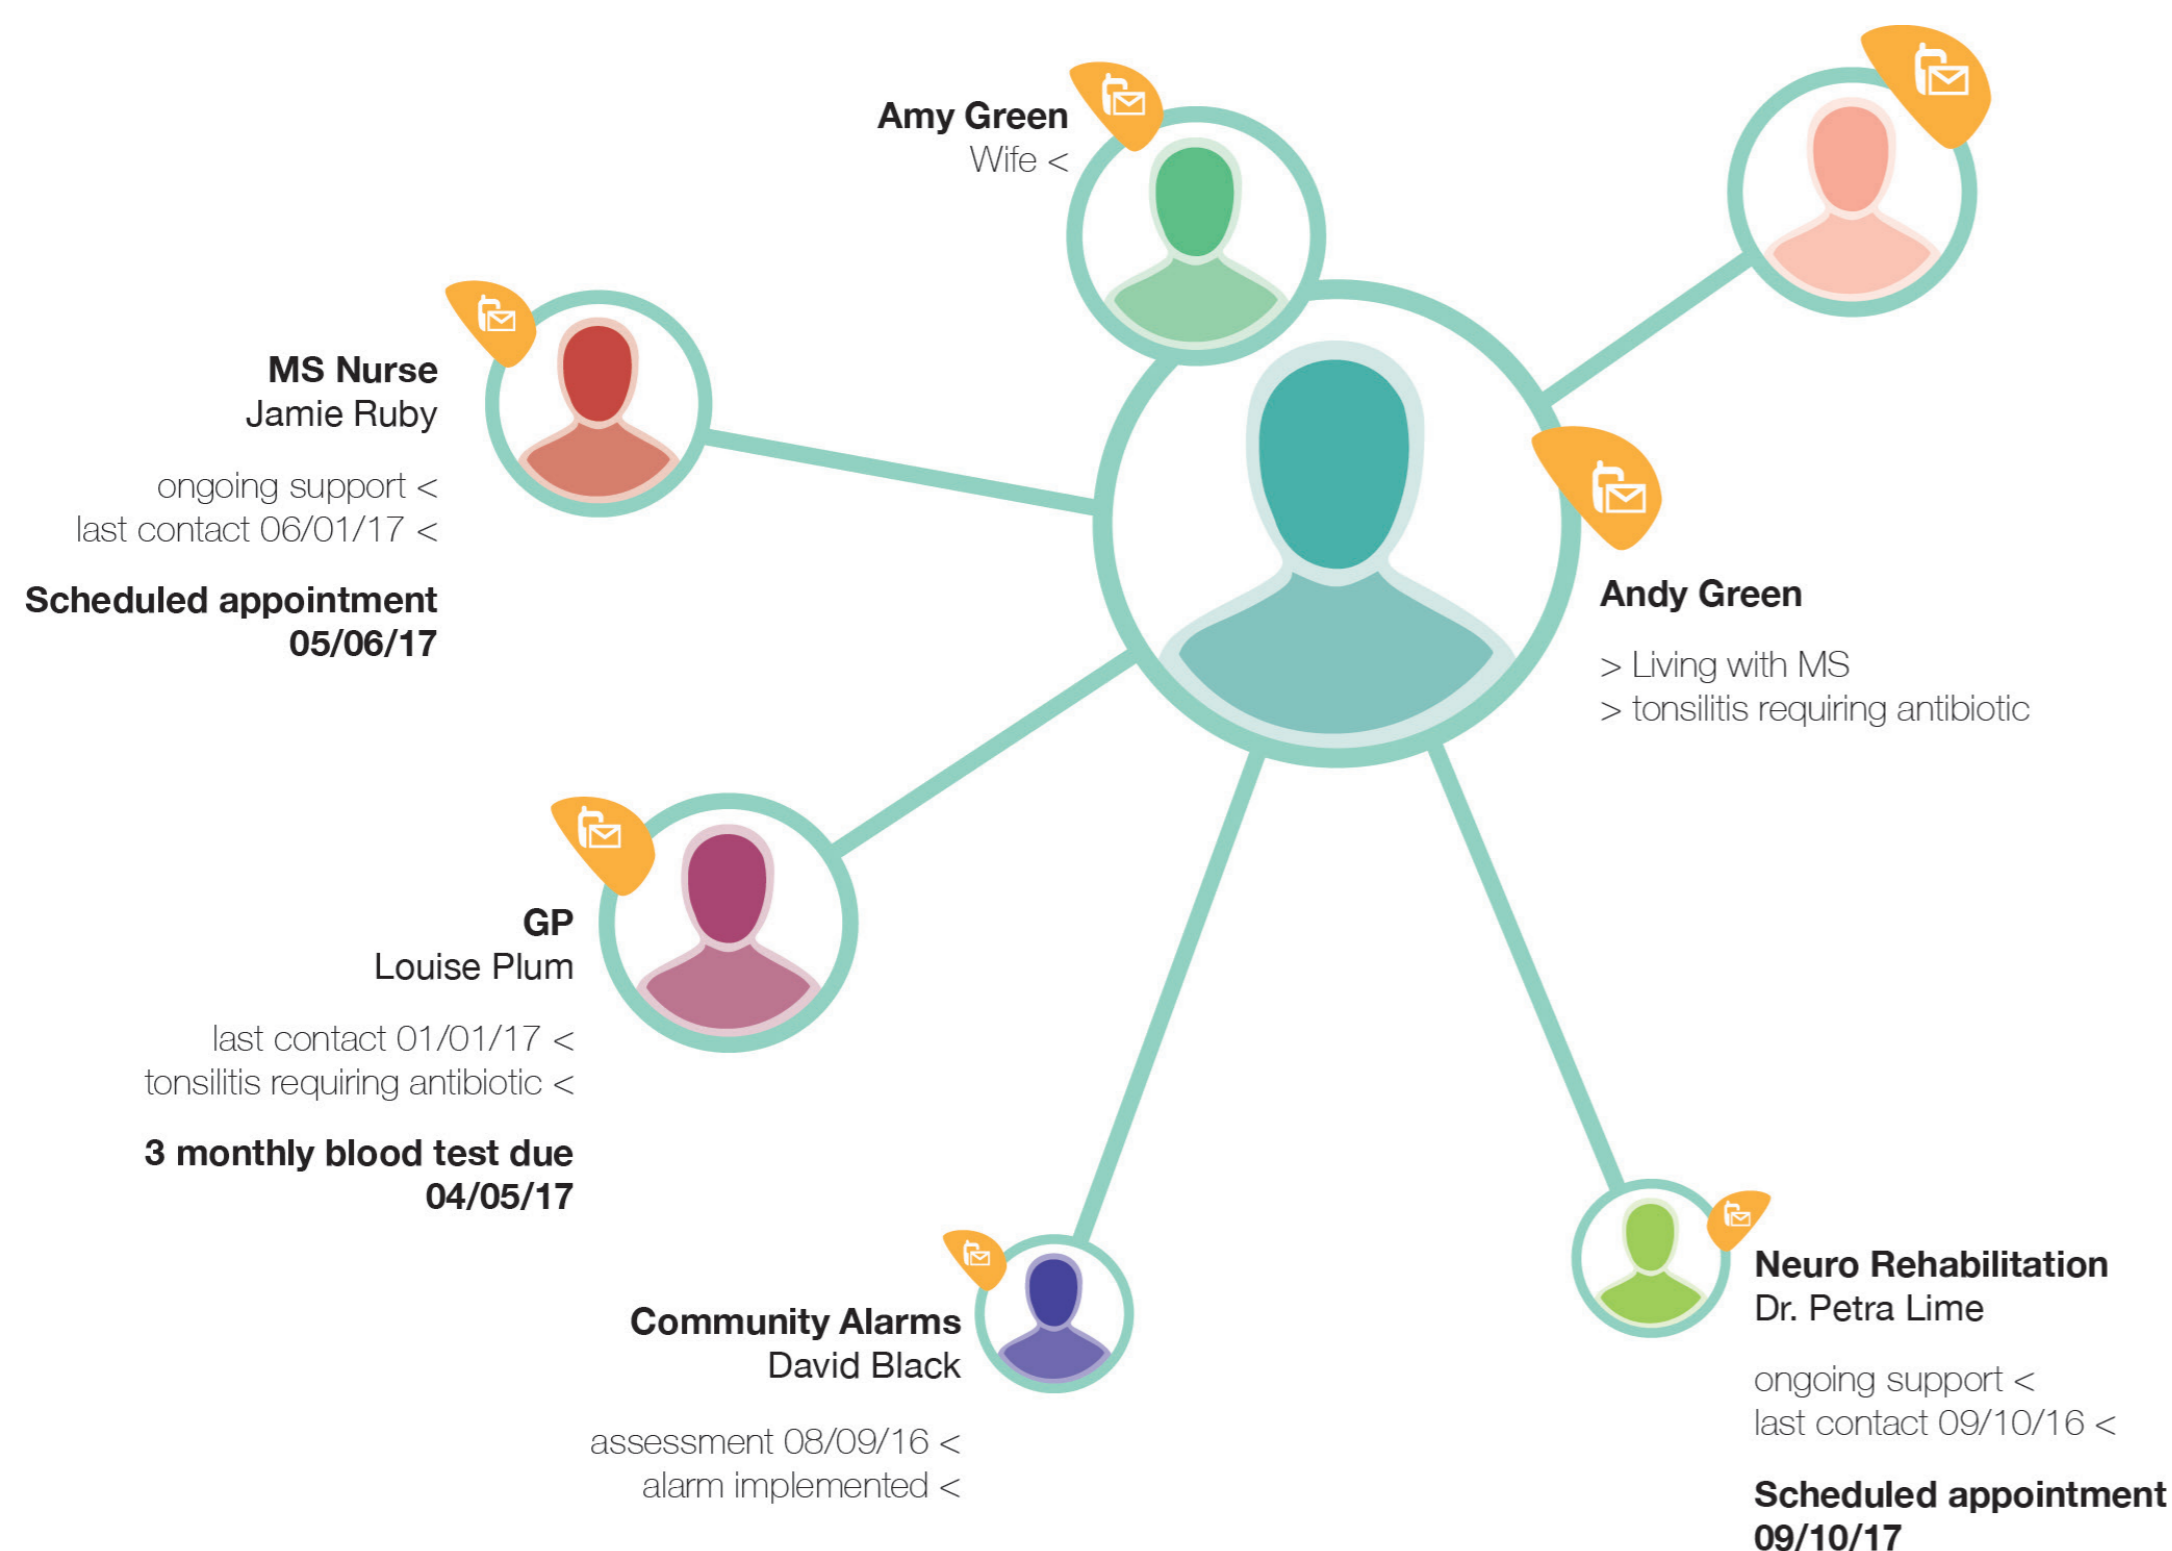 Amy Green
Wife <
MS Nurse
Jamie Ruby
ongoing support <
last contact 06/01/17 <
Scheduled appointment
05/06/17
Andy Green
> Living with MS
> tonsilitis requiring antibiotic
GP
Louise Plum
last contact 01/01/17 <
tonsilitis requiring antibiotic <
3 monthly blood test due
04/05/17
Community Alarms
David Black
assessment 08/09/16 <
alarm implemented <
Neuro Rehabilitation
Dr. Petra Lime
ongoing support <
last contact 09/10/16 <
Scheduled appointment
09/10/17